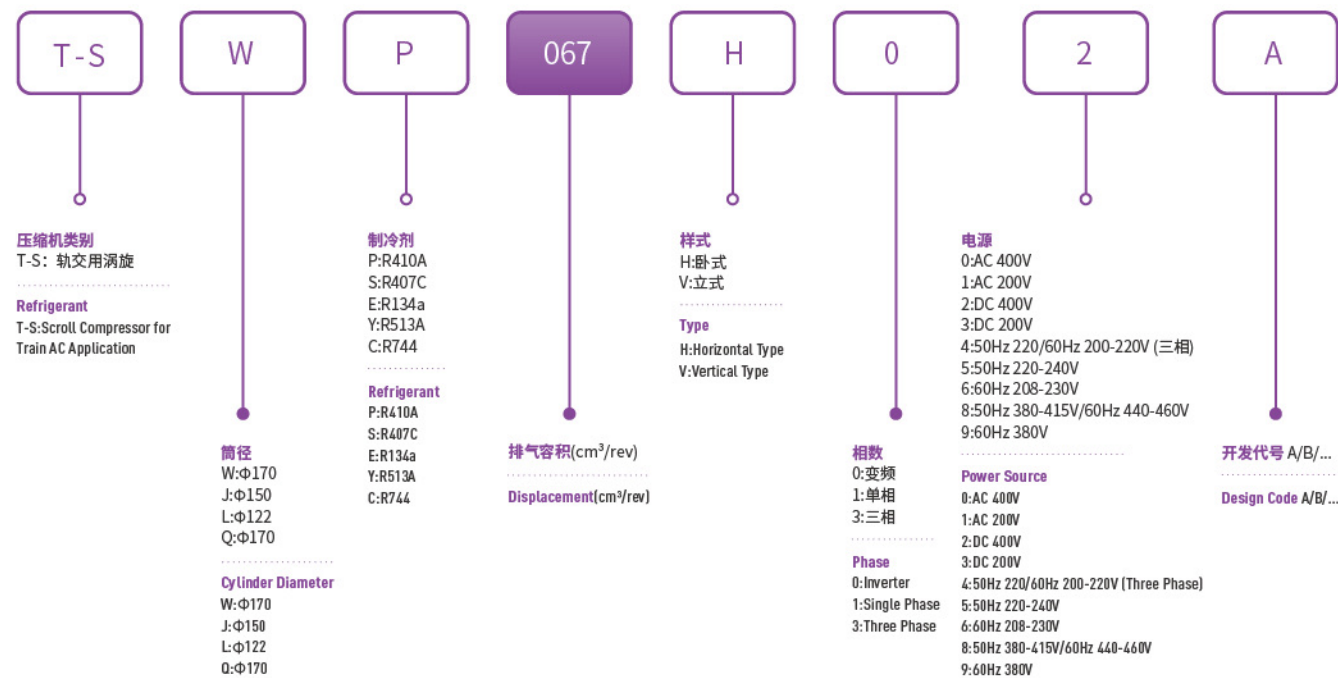 T-S
W
P
067
H
0
2
A
压缩机类别
T-S：轨交用涡旋
Refrigerant
T-S:Scroll Compressor for
Train AC Application
筒径
W:Φ170
J:Φ150
L:Φ122
Q:Φ170
Cylinder Diameter
W:Φ170
J:Φ150
L:Φ122
Q:Φ170
制冷剂
P:R410A
S:R407C
E:R134a
Y:R513A
C:R744
Refrigerant
P:R410A
S:R407C
E:R134a
Y:R513A
C:R744
排气容积(cm³/rev)
Displacement(cm³/rev)
样式
H:卧式
V:立式
Type
H:Horizontal Type
V:Vertical Type
相数
0:变频
1:单相
3:三相
Phase
0:Inverter
1:Single Phase
3:Three Phase
电源
0:AC 400V
1:AC 200V
2:DC 400V
3:DC 200V
4:50Hz 220/60Hz 200-220V (三相)
5:50Hz 220-240V
6:60Hz 208-230V
8:50Hz 380-415V/60Hz 440-460V
9:60Hz 380V
Power Source
0:AC 400V
1:AC 200V
2:DC 400V
3:DC 200V
4:50Hz 220/60Hz 200-220V (Three Phase)
5:50Hz 220-240V
6:60Hz 208-230V
8:50Hz 380-415V/60Hz 440-460V
9:60Hz 380V
开发代号 A/B/...
Design Code A/B/...